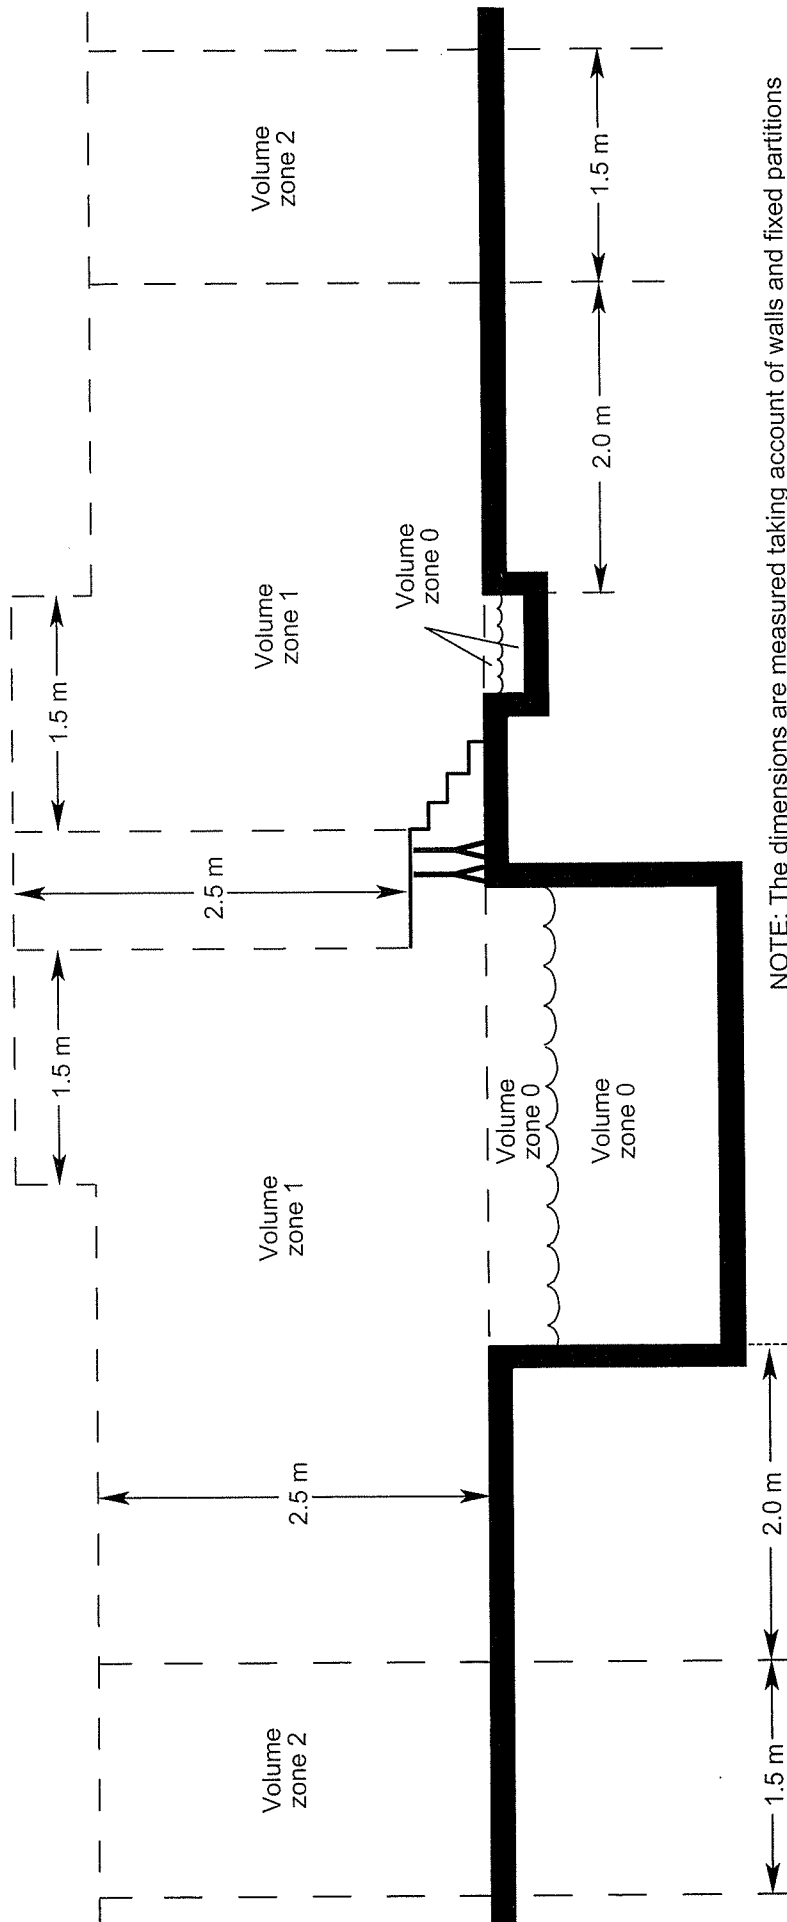 1.5 m
1.5 m
2.5 m
Volume
zone 2
Volume
zone 1
Volume
zone 1
Volume
zone 2
2.5 m
Volume
zone 0
Volume
zone 0
Volume
zone 0
1.5 m
2.0 m
2.0 m
1.5 m
NOTE: The dimensions are measured taking account of walls and fixed partitions